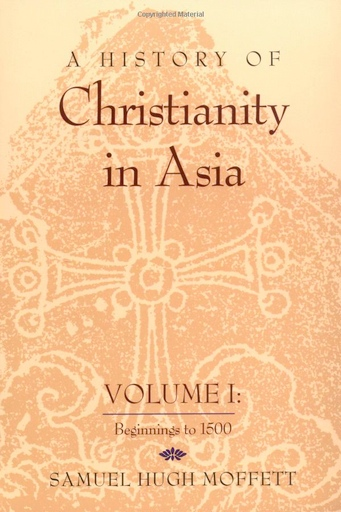 Copyrighted Material
A HISTORY OF
Christianity
in Asia
VOLUME I:
Beginnings to 1500
SAMUEL HUGH MOFFETT